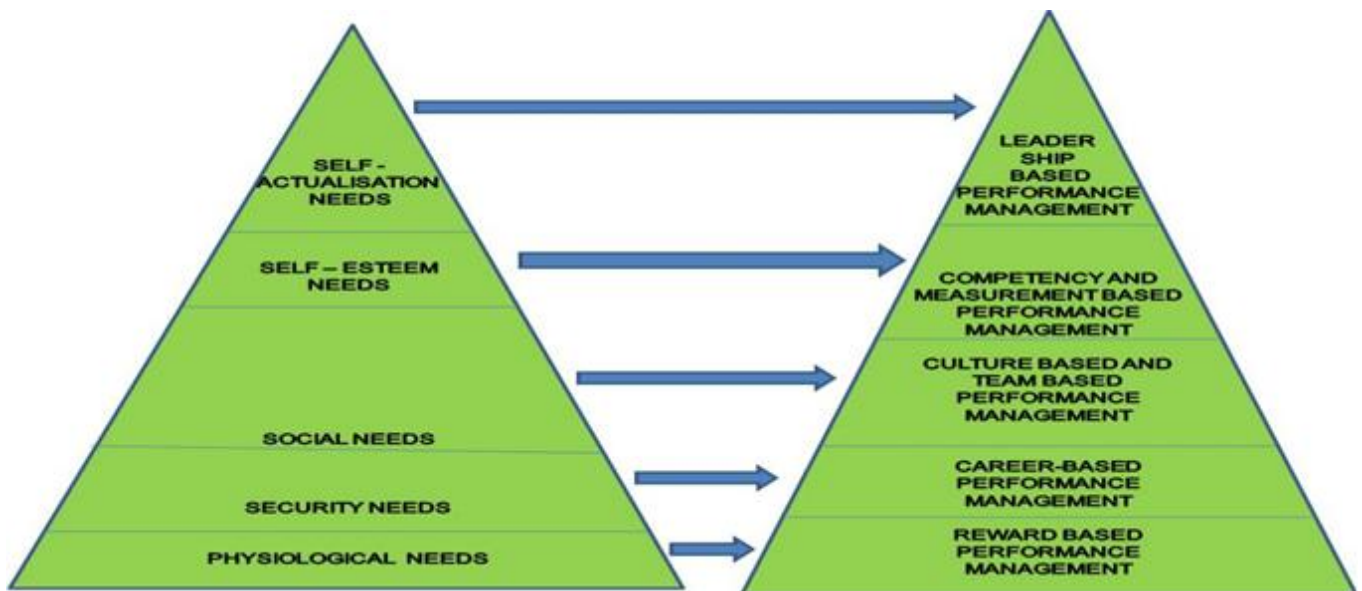 SELF -
ACTUALISATION
NEEDS
SELF – ESTEEM
NEEDS
SOCIAL NEEDS
SECURITY NEEDS
PHYSIOLOGICAL NEEDS
LEADER
SHIP
BASED
PERFORMANCE
MANAGEMENT
COMPETENCY AND
MEASUREMENT BASED
PERFORMANCE
MANAGEMENT
CULTURE BASED AND
TEAM BASED
PERFORMANCE
MANAGEMENT
CAREER-BASED
PERFORMANCE
MANAGEMENT
REWARD BASED
PERFORMANCE
MANAGEMENT